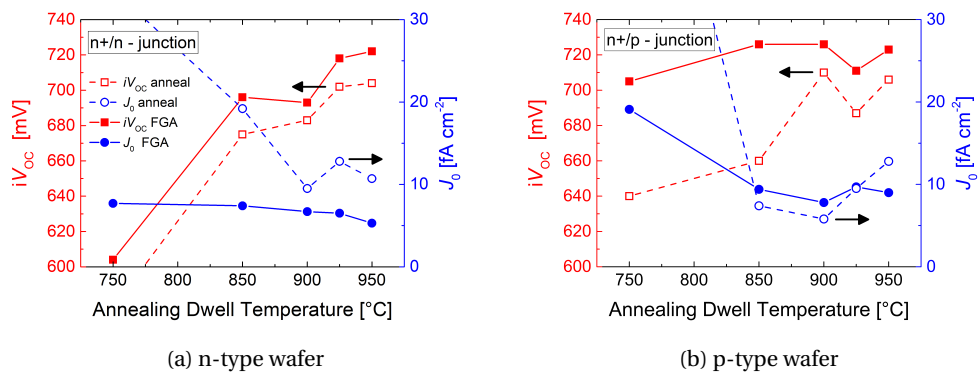 n+/n - junction
iVOC anneal
J0 anneal
iVOC FGA
J0 FGA
iVOC [mV]
740
720
700
680
660
640
620
600
30
20
10
0
J0 [fA cm-2]
750 800 850 900 950
Annealing Dwell Temperature [°C]
(a) n-type wafer
n+/p - junction
iVOC [mV]
740
720
700
680
660
640
620
600
30
20
10
0
J0 [fA cm-2]
750 800 850 900 950
Annealing Dwell Temperature [°C]
(b) p-type wafer